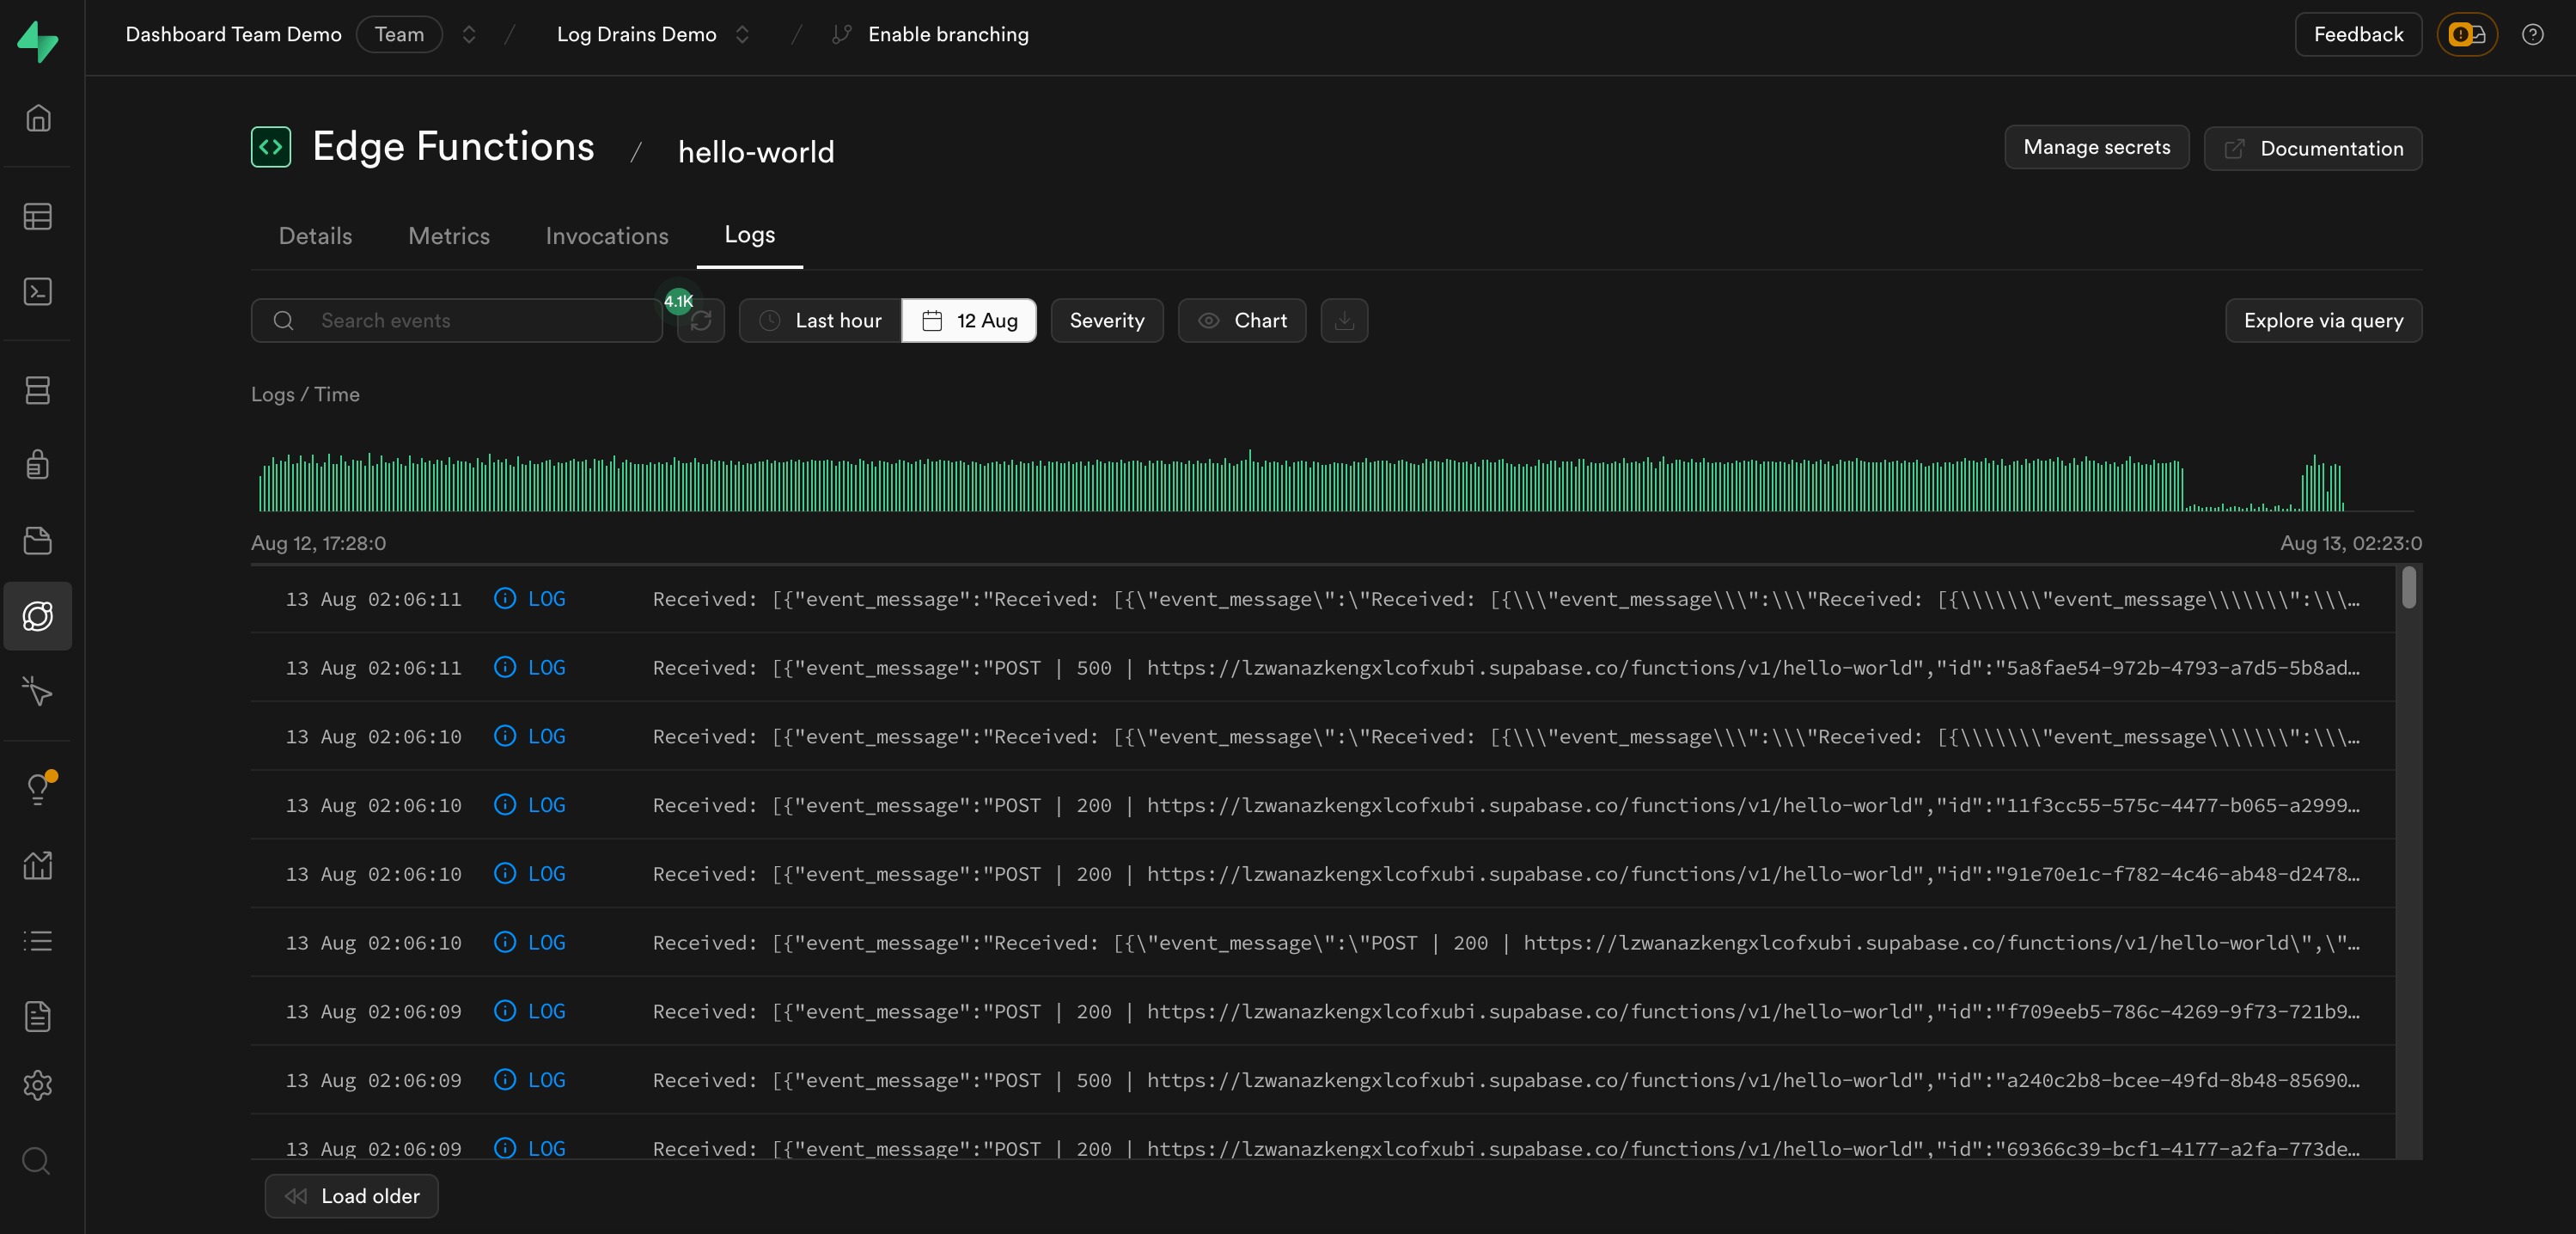 Dashboard Team Demo Team / Log Drains Demo / Enable branching Feedback
Edge Functions / hello-world Manage secrets Documentation
Details Metrics Invocations Logs
4.1K
Search events Last hour 12 Aug Severity Chart Explore via query
Logs / Time
Aug 12, 17:28:0 Aug 13, 02:23:0
13 Aug 02:06:11 LOG Received: [{"event_message":"Received: [{\"event_message\":\"Received: [{\\\"event_message\\\":\\\"Received: [{\\\\\\\"event_message\\\\\\\":\\\…
13 Aug 02:06:11 LOG Received: [{"event_message":"POST | 500 | https://lzwanazkengxlcofxubi.supabase.co/functions/v1/hello-world","id":"5a8fae54-972b-4793-a7d5-5b8ad…
13 Aug 02:06:10 LOG Received: [{"event_message":"Received: [{\"event_message\":\"Received: [{\\\"event_message\\\":\\\"Received: [{\\\\\\\"event_message\\\\\\\":\\\…
13 Aug 02:06:10 LOG Received: [{"event_message":"POST | 200 | https://lzwanazkengxlcofxubi.supabase.co/functions/v1/hello-world","id":"11f3cc55-575c-4477-b065-a2999…
13 Aug 02:06:10 LOG Received: [{"event_message":"POST | 200 | https://lzwanazkengxlcofxubi.supabase.co/functions/v1/hello-world","id":"91e70e1c-f782-4c46-ab48-d2478…
13 Aug 02:06:10 LOG Received: [{"event_message":"Received: [{\"event_message\":\"POST | 200 | https://lzwanazkengxlcofxubi.supabase.co/functions/v1/hello-world\",\"…
13 Aug 02:06:09 LOG Received: [{"event_message":"POST | 200 | https://lzwanazkengxlcofxubi.supabase.co/functions/v1/hello-world","id":"f709eeb5-786c-4269-9f73-721b9…
13 Aug 02:06:09 LOG Received: [{"event_message":"POST | 500 | https://lzwanazkengxlcofxubi.supabase.co/functions/v1/hello-world","id":"a240c2b8-bcee-49fd-8b48-85690…
13 Aug 02:06:09 LOG Received: [{"event_message":"POST | 200 | https://lzwanazkengxlcofxubi.supabase.co/functions/v1/hello-world","id":"69366c39-bcf1-4177-a2fa-773de…
Load older